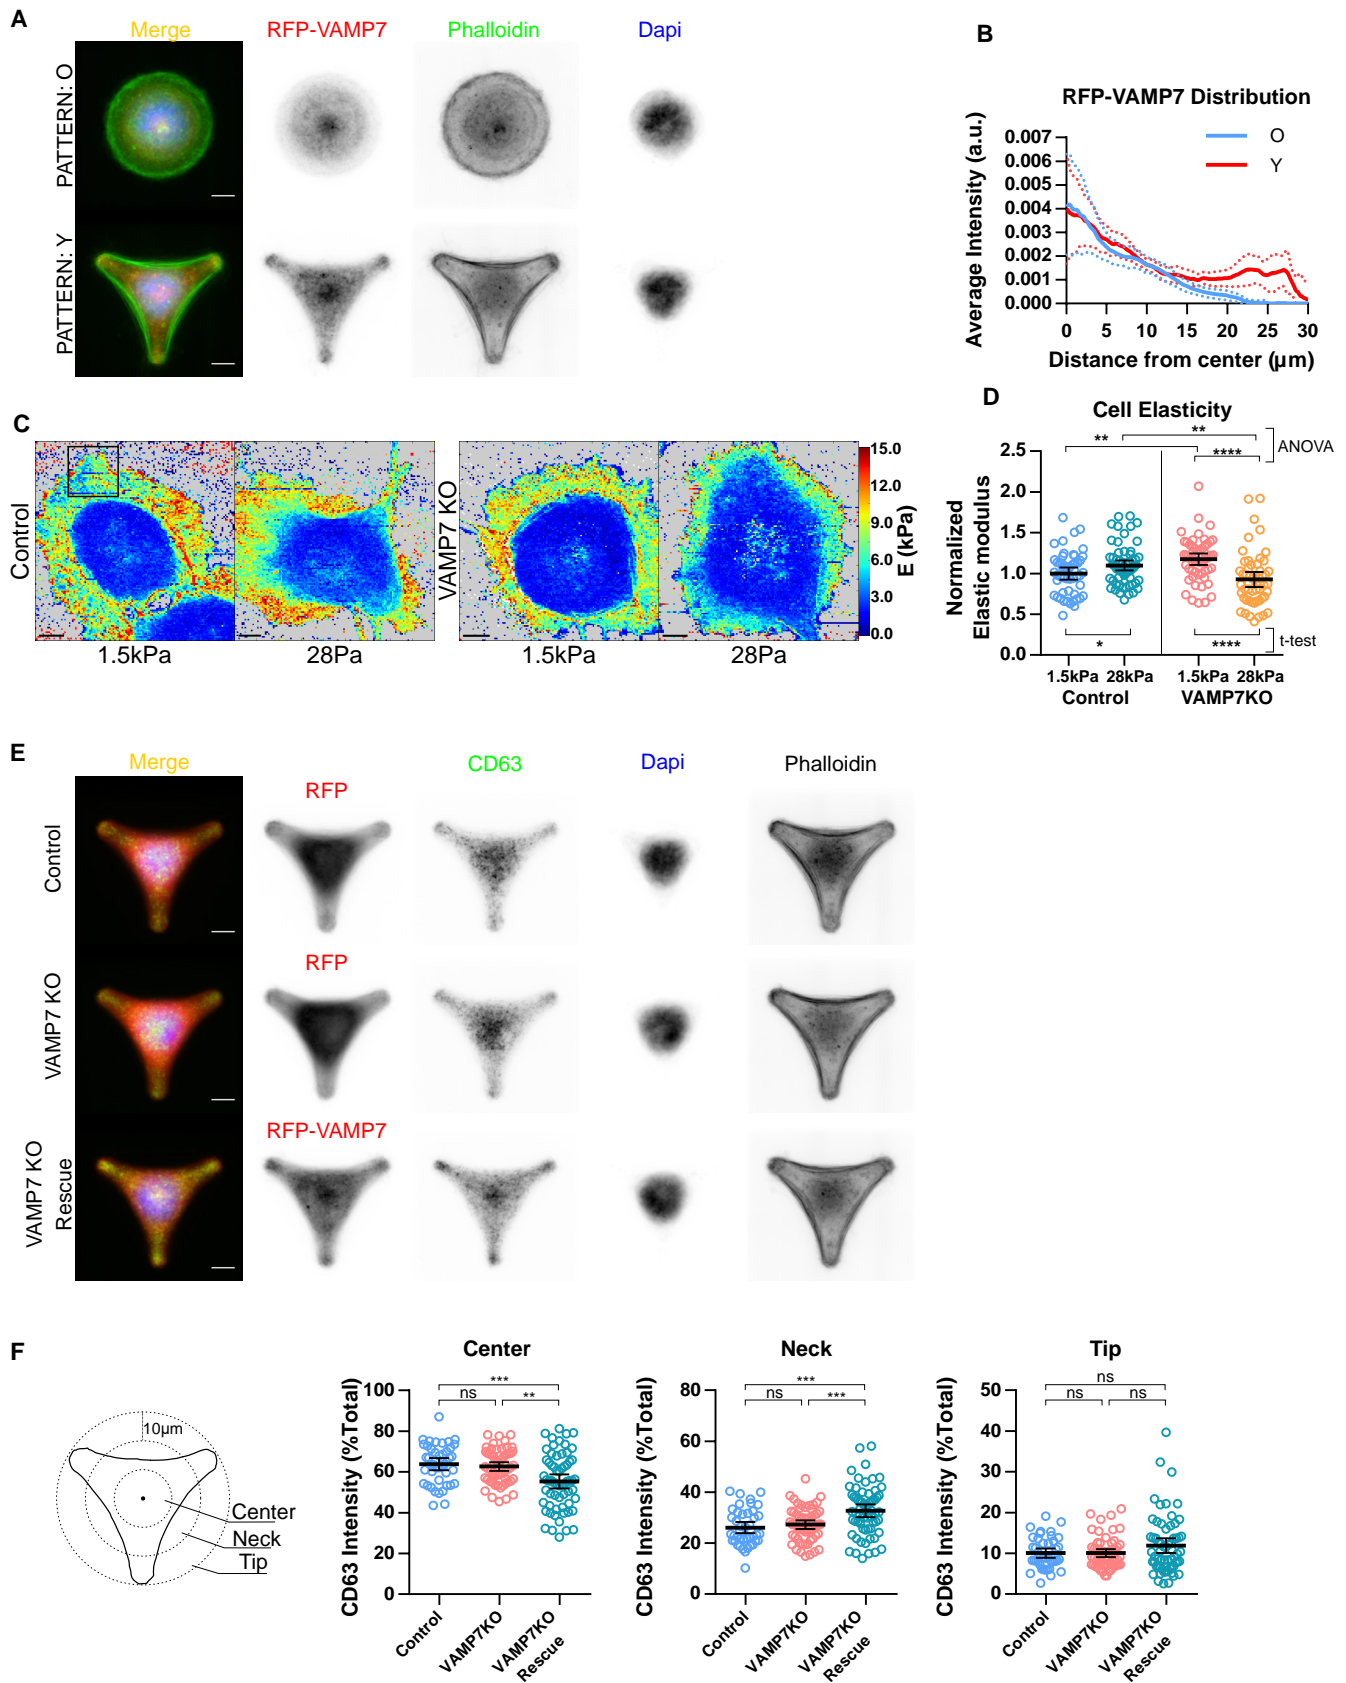 A
Merge
RFP-VAMP7
Phalloidin
Dapi
PATTERN: O
PATTERN: Y
B
RFP-VAMP7 Distribution
O
Y
Average Intensity (a.u.)
0.007
0.006
0.005
0.004
0.003
0.002
0.001
0.000
0 5 10 15 20 25 30
Distance from center (µm)
C
Control
VAMP7 KO
1.5kPa
28Pa
1.5kPa
28Pa
15.0
12.0
9.0
6.0
3.0
0.0
E (kPa)
D
Cell Elasticity
** ** ****
ANOVA
Normalized
Elastic modulus
2.5
2.0
1.5
1.0
0.5
0.0
* ****
t-test
1.5kPa 28kPa 1.5kPa 28kPa
Control VAMP7KO
E
Merge
CD63
Dapi
Phalloidin
Control
RFP
VAMP7 KO
RFP
VAMP7 KO
Rescue
RFP-VAMP7
F
10µm
Center
Neck
Tip
Center
***
ns **
CD63 Intensity (%Total)
100
80
60
40
20
0
Control
VAMP7KO
VAMP7KO
Rescue
Neck
***
ns ***
CD63 Intensity (%Total)
80
60
40
20
0
Control
VAMP7KO
VAMP7KO
Rescue
Tip
ns
ns ns
CD63 Intensity (%Total)
50
40
30
20
10
0
Control
VAMP7KO
VAMP7KO
Rescue